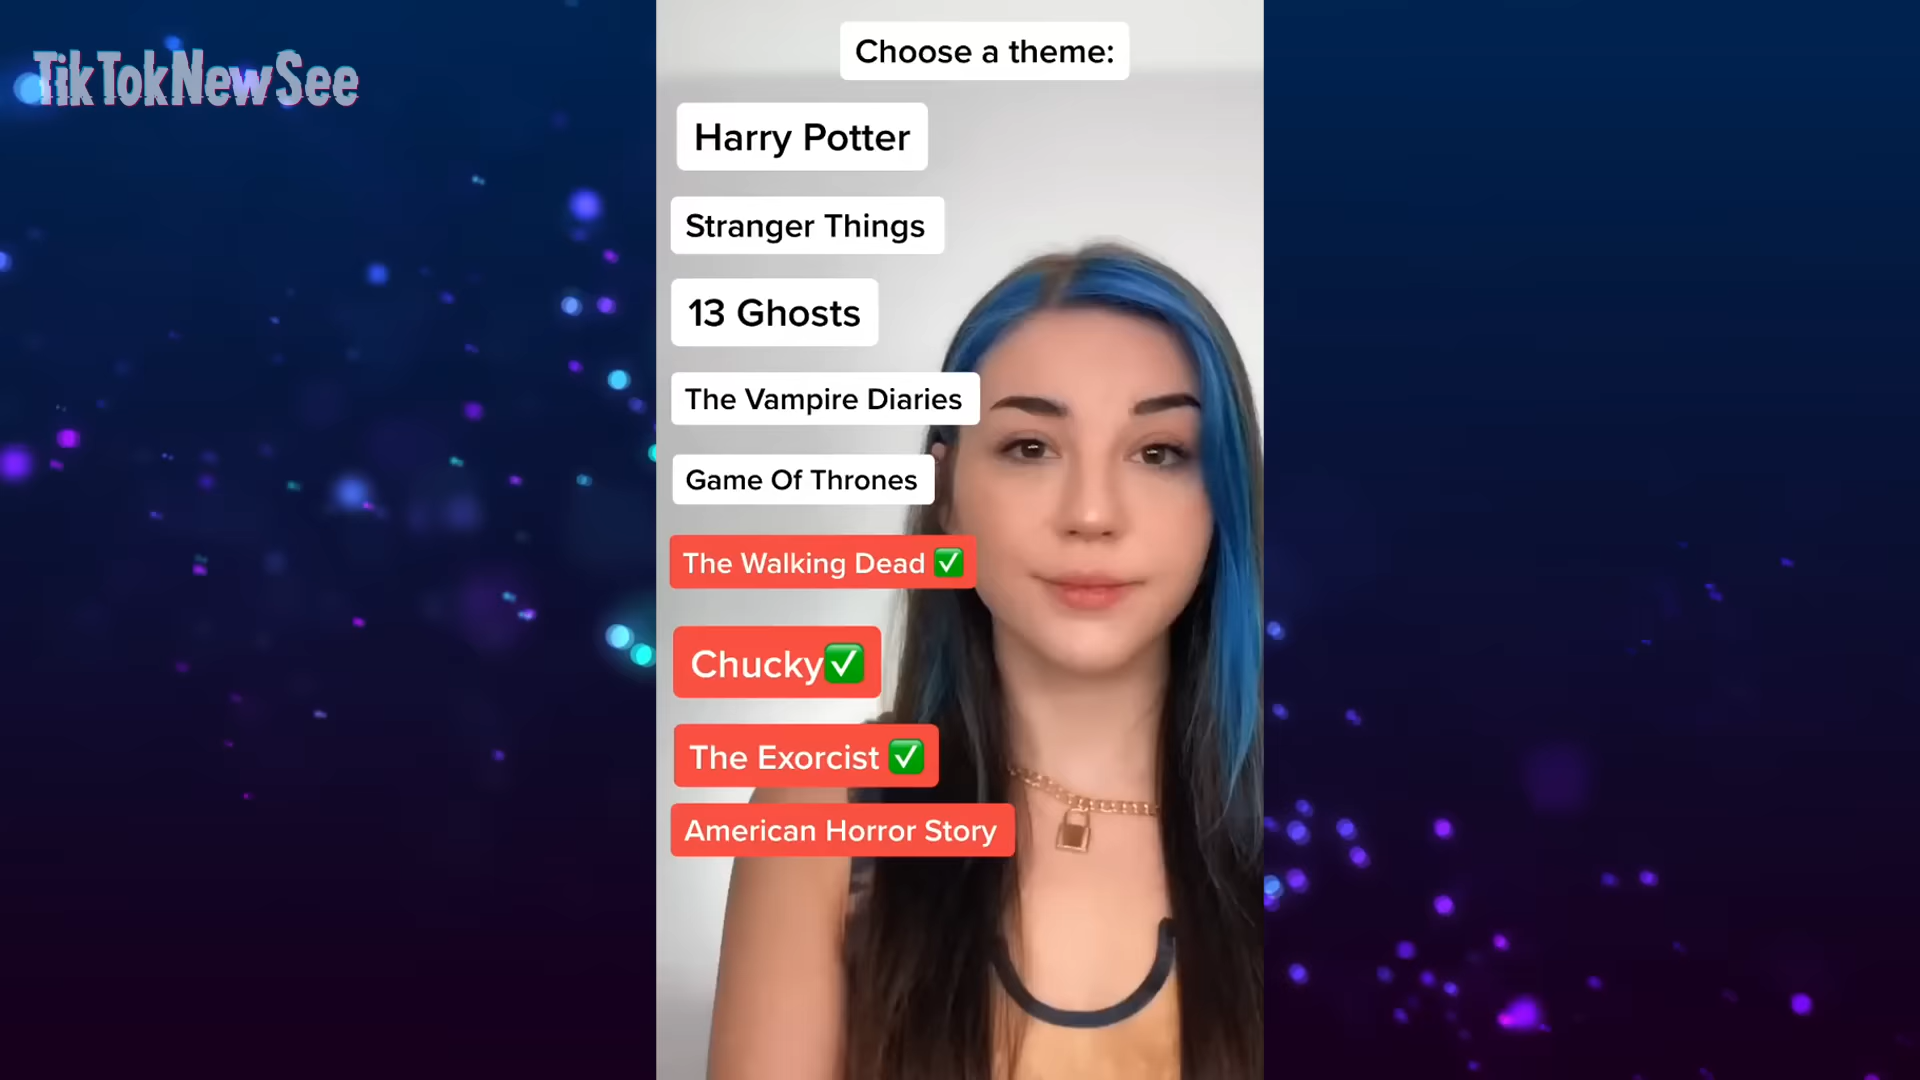 TikTokNewSee
Choose a theme:
Harry Potter
Stranger Things
13 Ghosts
The Vampire Diaries
Game Of Thrones
The Walking Dead ✅
Chucky✅
The Exorcist ✅
American Horror Story